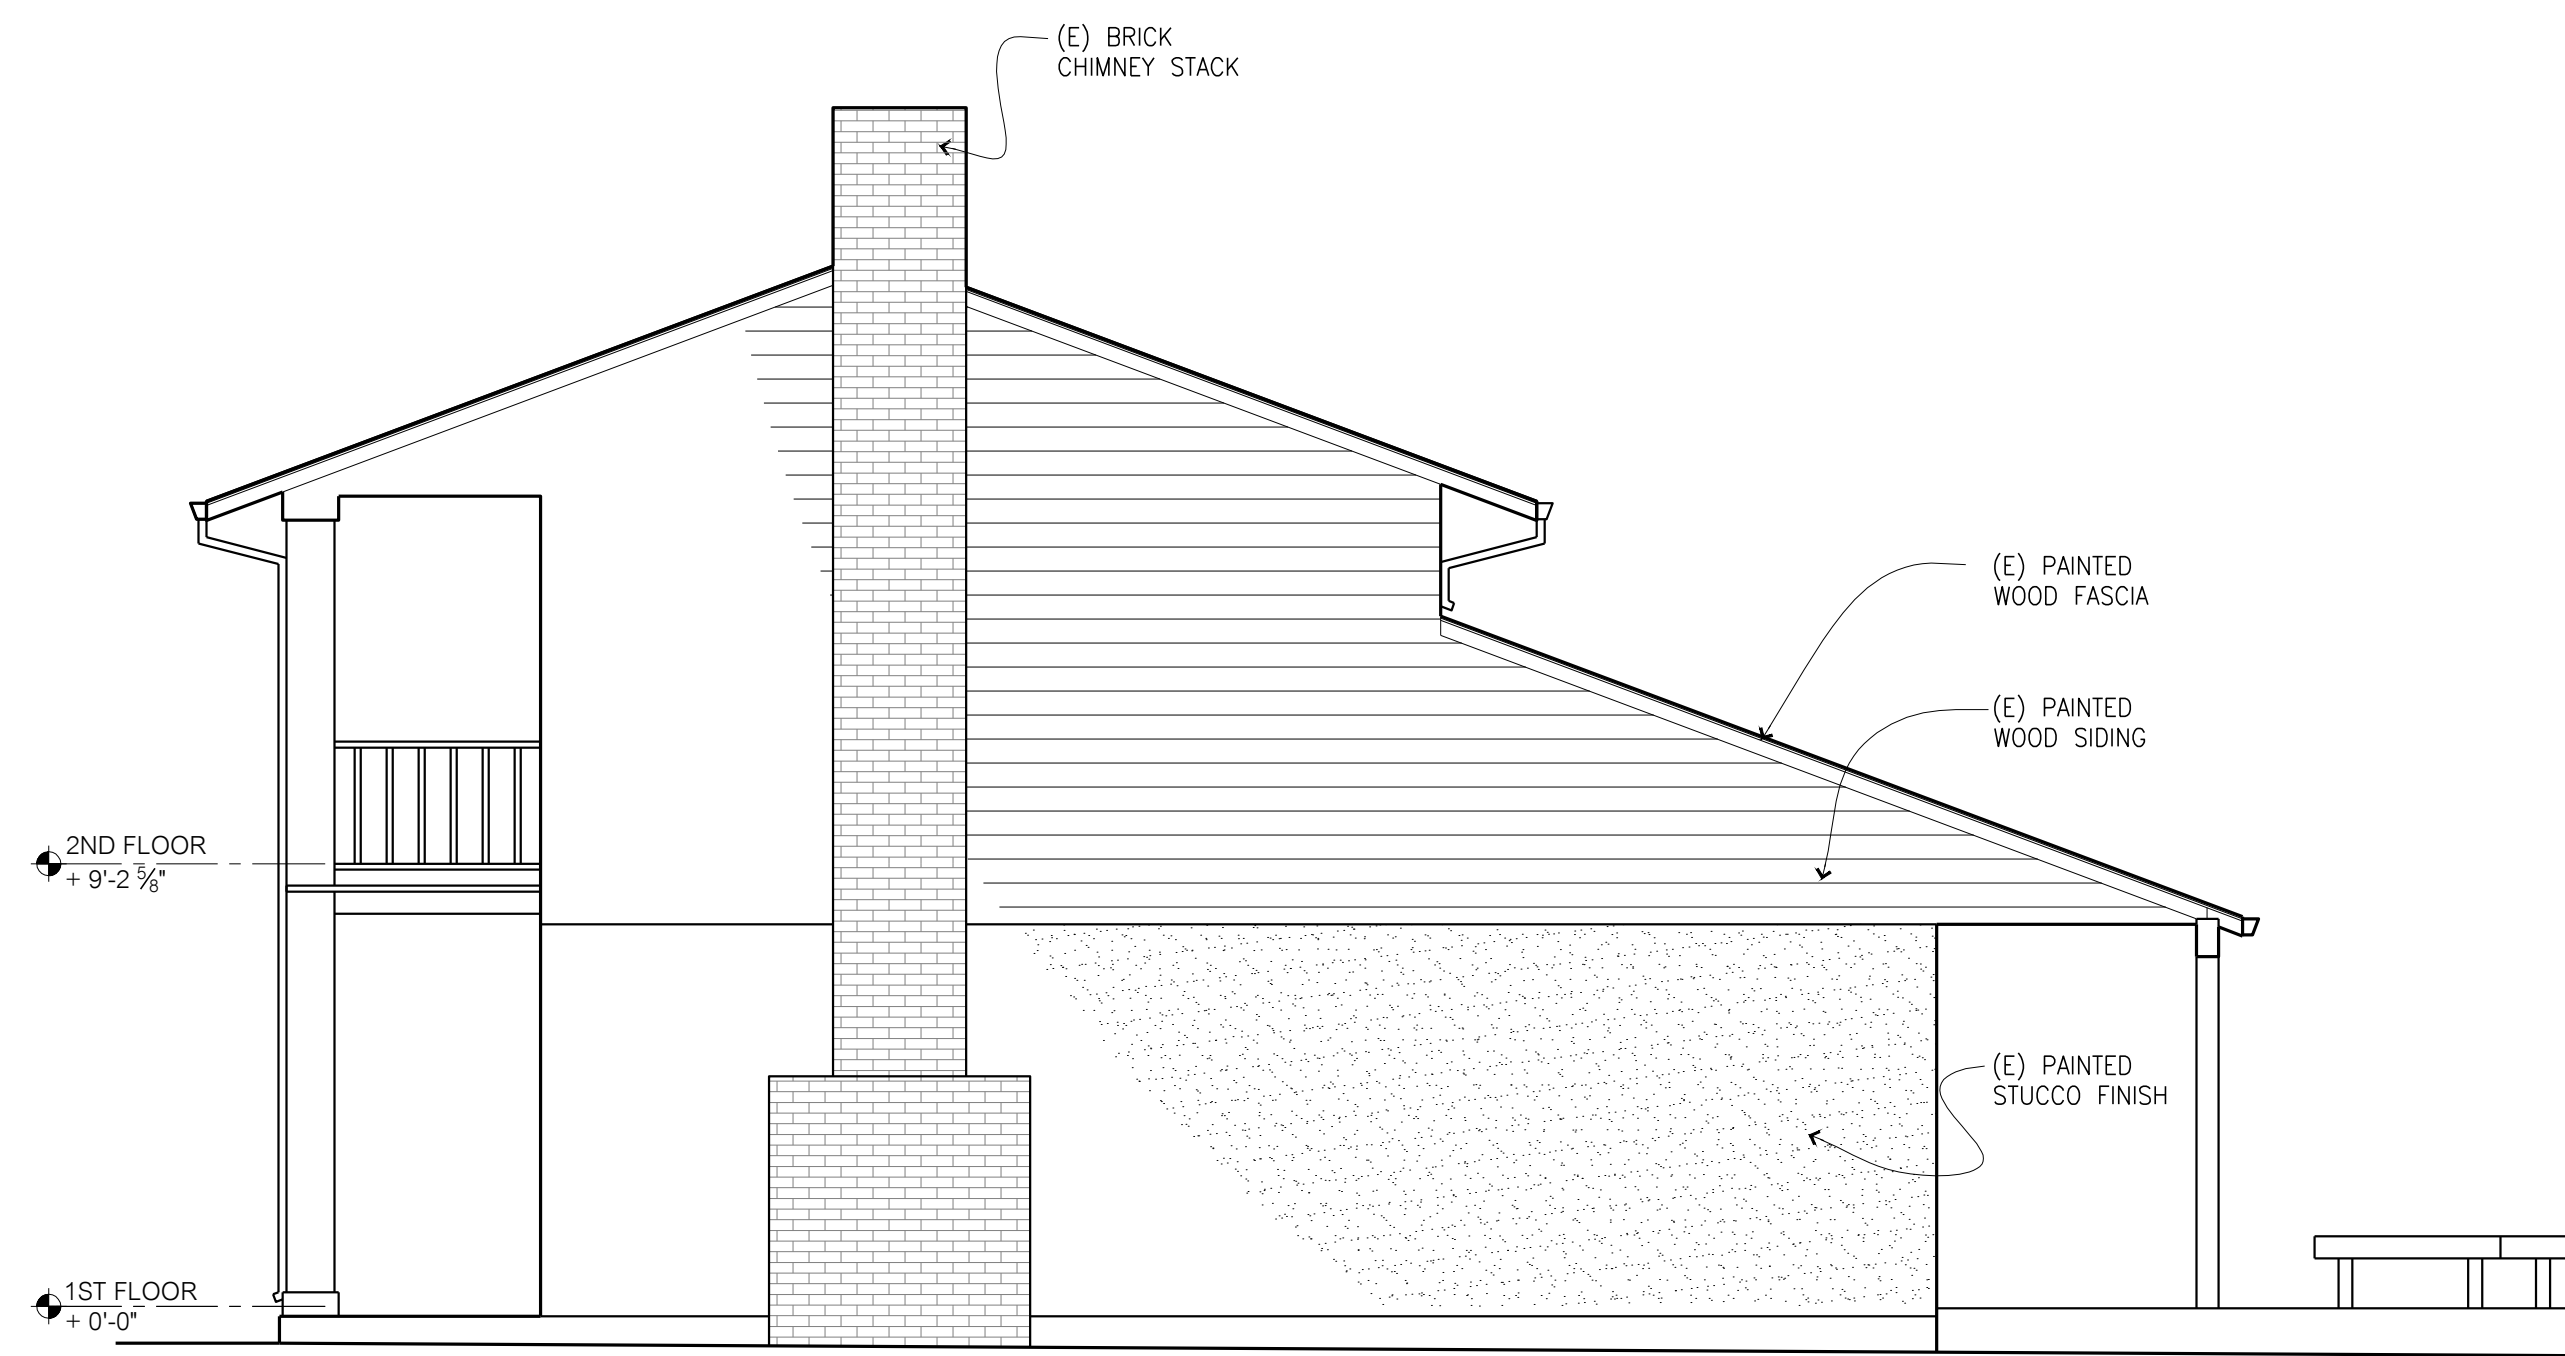 (E) BRICK
CHIMNEY STACK
(E) PAINTED
WOOD FASCIA
(E) PAINTED
WOOD SIDING
2ND FLOOR
+ 9'-2 ⅝"
(E) PAINTED
STUCCO FINISH
1ST FLOOR
+ 0'-0"